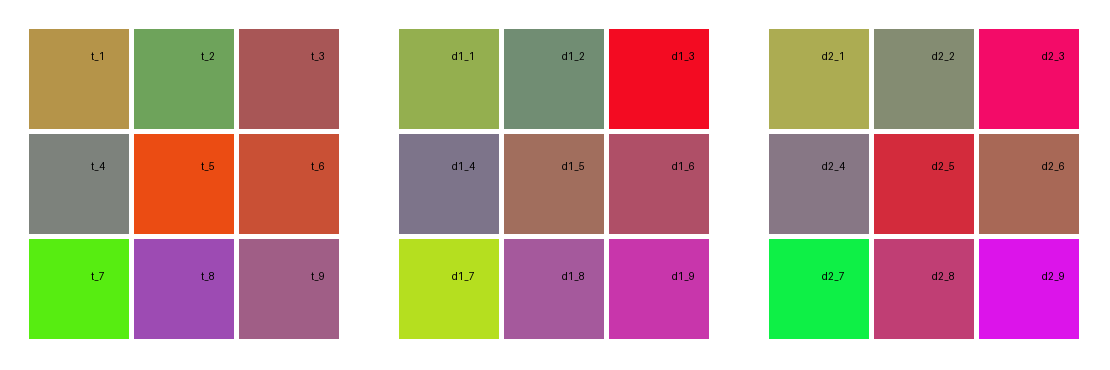 t_1 t_2 t_3 d1_1 d1_2 d1_3 d2_1 d2_2 d2_3
t_4 t_5 t_6 d1_4 d1_5 d1_6 d2_4 d2_5 d2_6
t_7 t_8 t_9 d1_7 d1_8 d1_9 d2_7 d2_8 d2_9